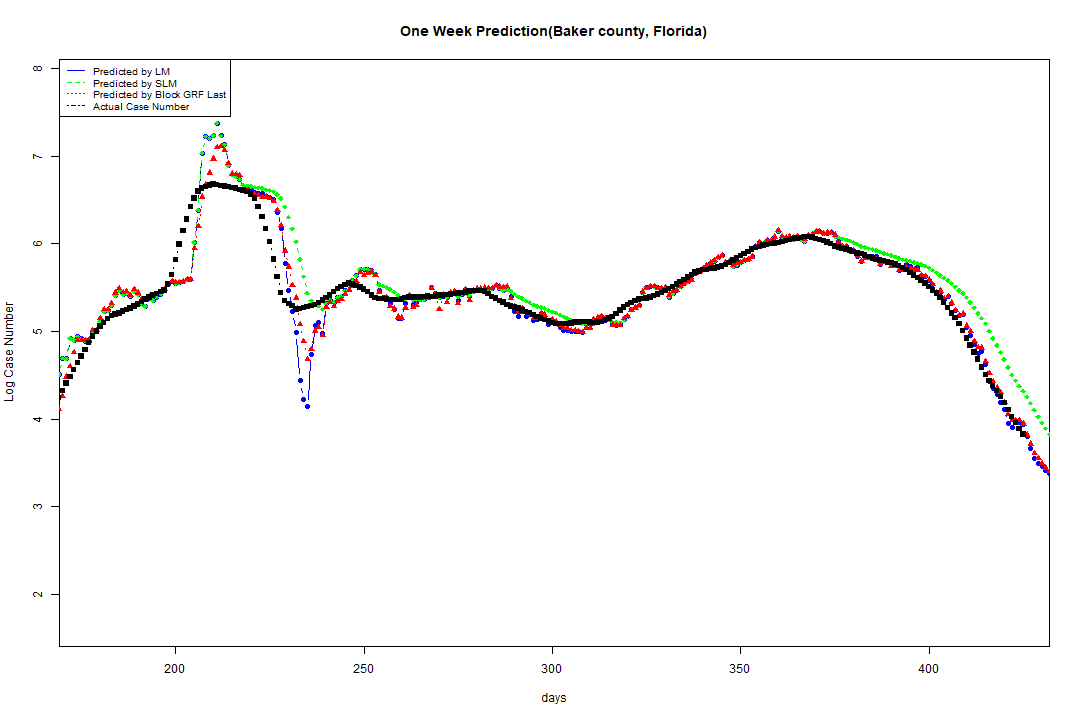 One Week Prediction(Baker county, Florida)
Predicted by LM
Predicted by SLM
Predicted by Block GRF Last
Actual Case Number
8
7
6
5
4
3
2
Log Case Number
200 250 300 350 400
days